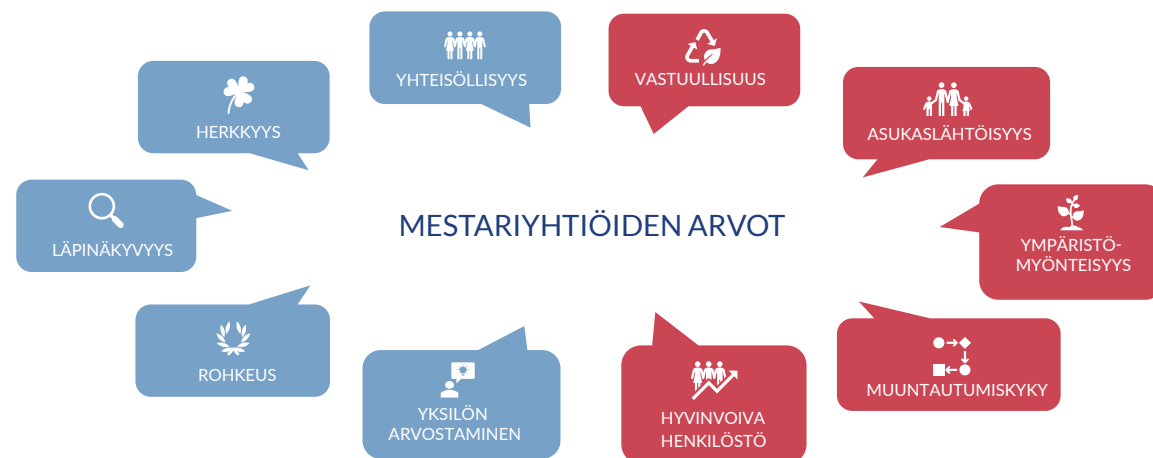 YHTEISÖLLISYYS
VASTUULLISUUS
HERKKYYS
ASUKASLÄHTÖISYYS
LÄPINÄKYVYYS
MESTARIYHTIÖIDEN ARVOT
YMPÄRISTÖ-
MYÖNTEISYYS
ROHKEUS
YKSILÖN
ARVOSTAMINEN
HYVINVOIVA
HENKILÖSTÖ
MUUNTAUTUMISKYKY